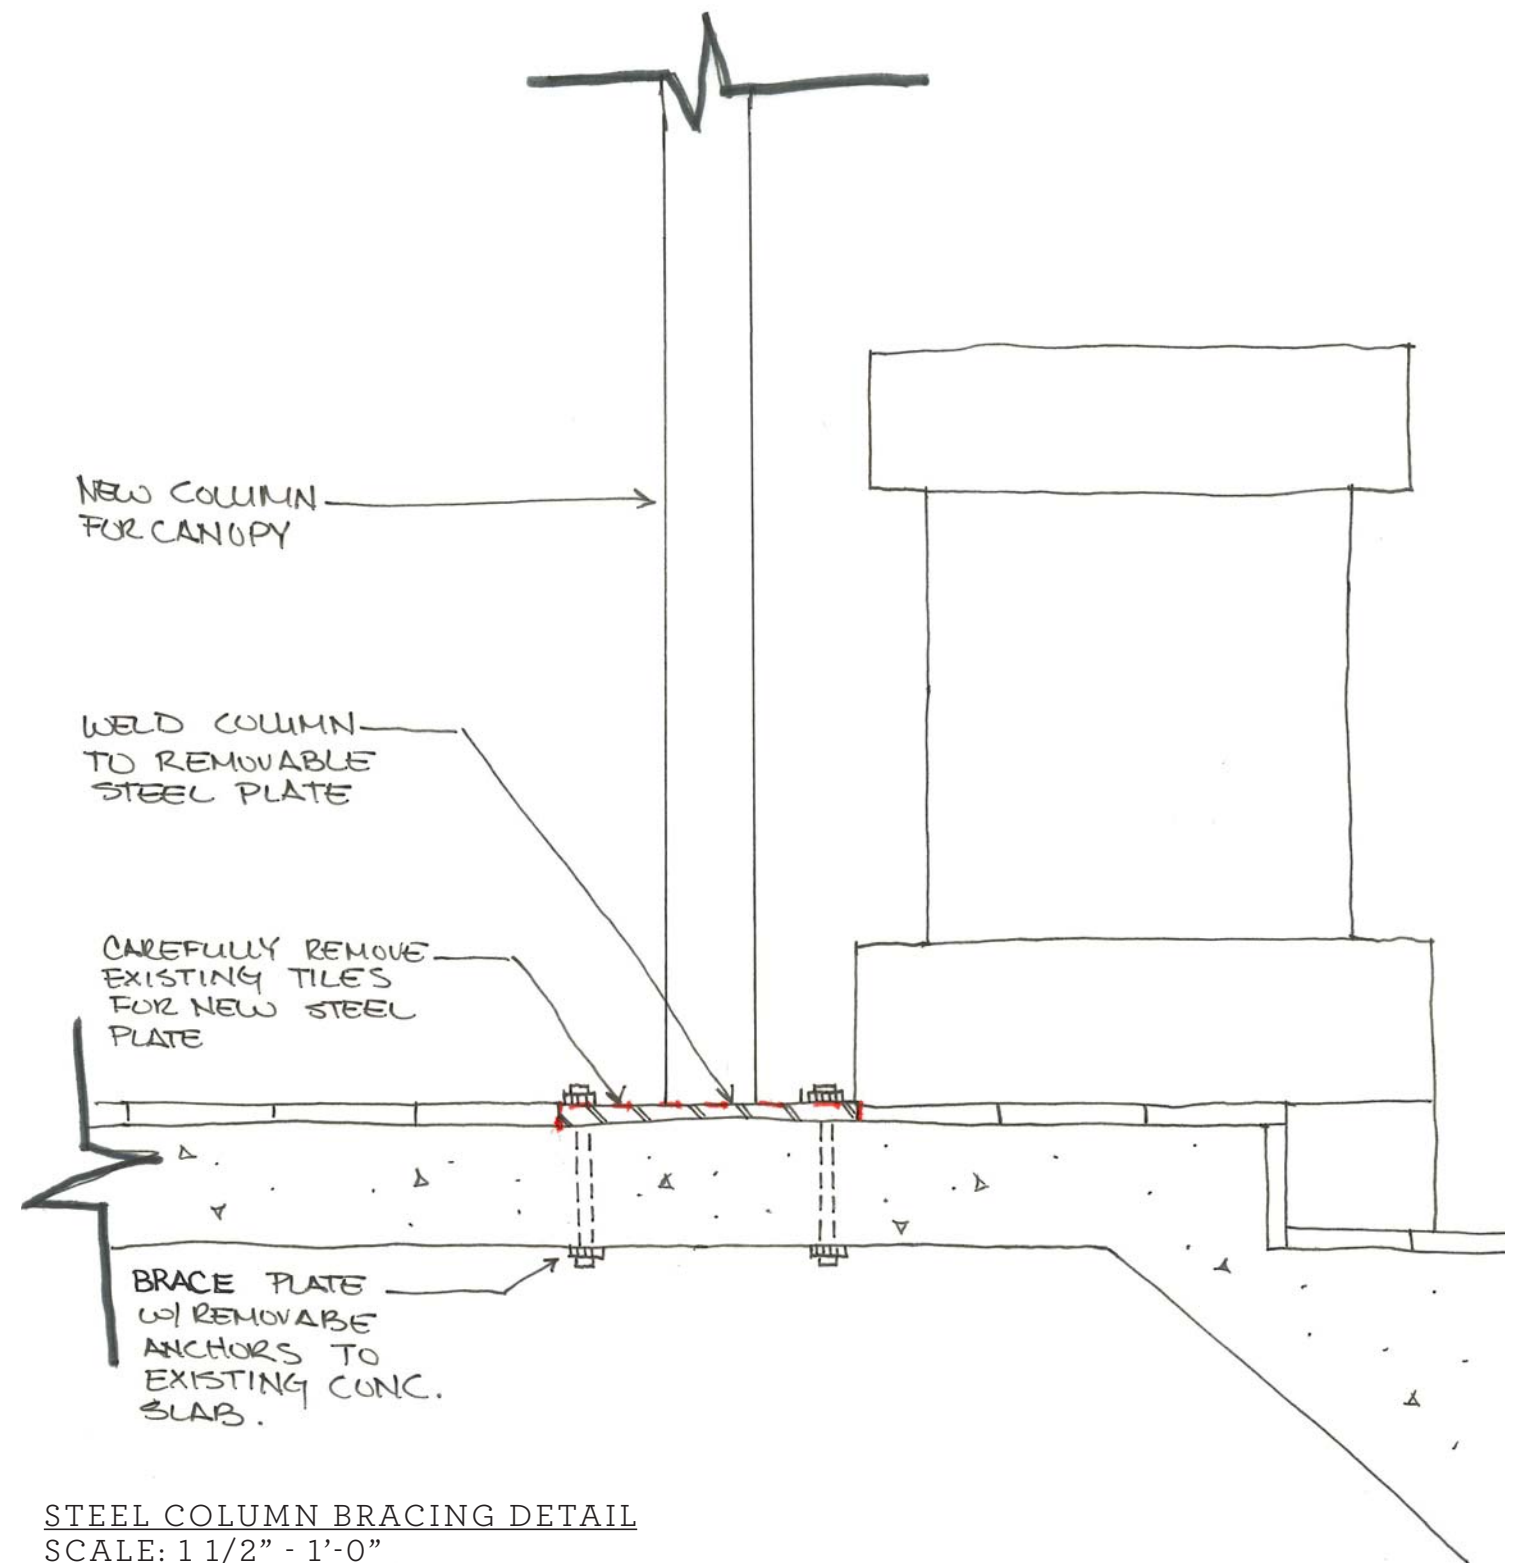 NEW COLUMN
FOR CANOPY
WELD COLUMN
TO REMOVABLE
STEEL PLATE
CAREFULLY REMOVE
EXISTING TILES
FOR NEW STEEL
PLATE
BRACE PLATE
W/ REMOVABE
ANCHORS TO
EXISTING CONC.
SLAB.
STEEL COLUMN BRACING DETAIL
SCALE: 1 1/2" - 1'-0"